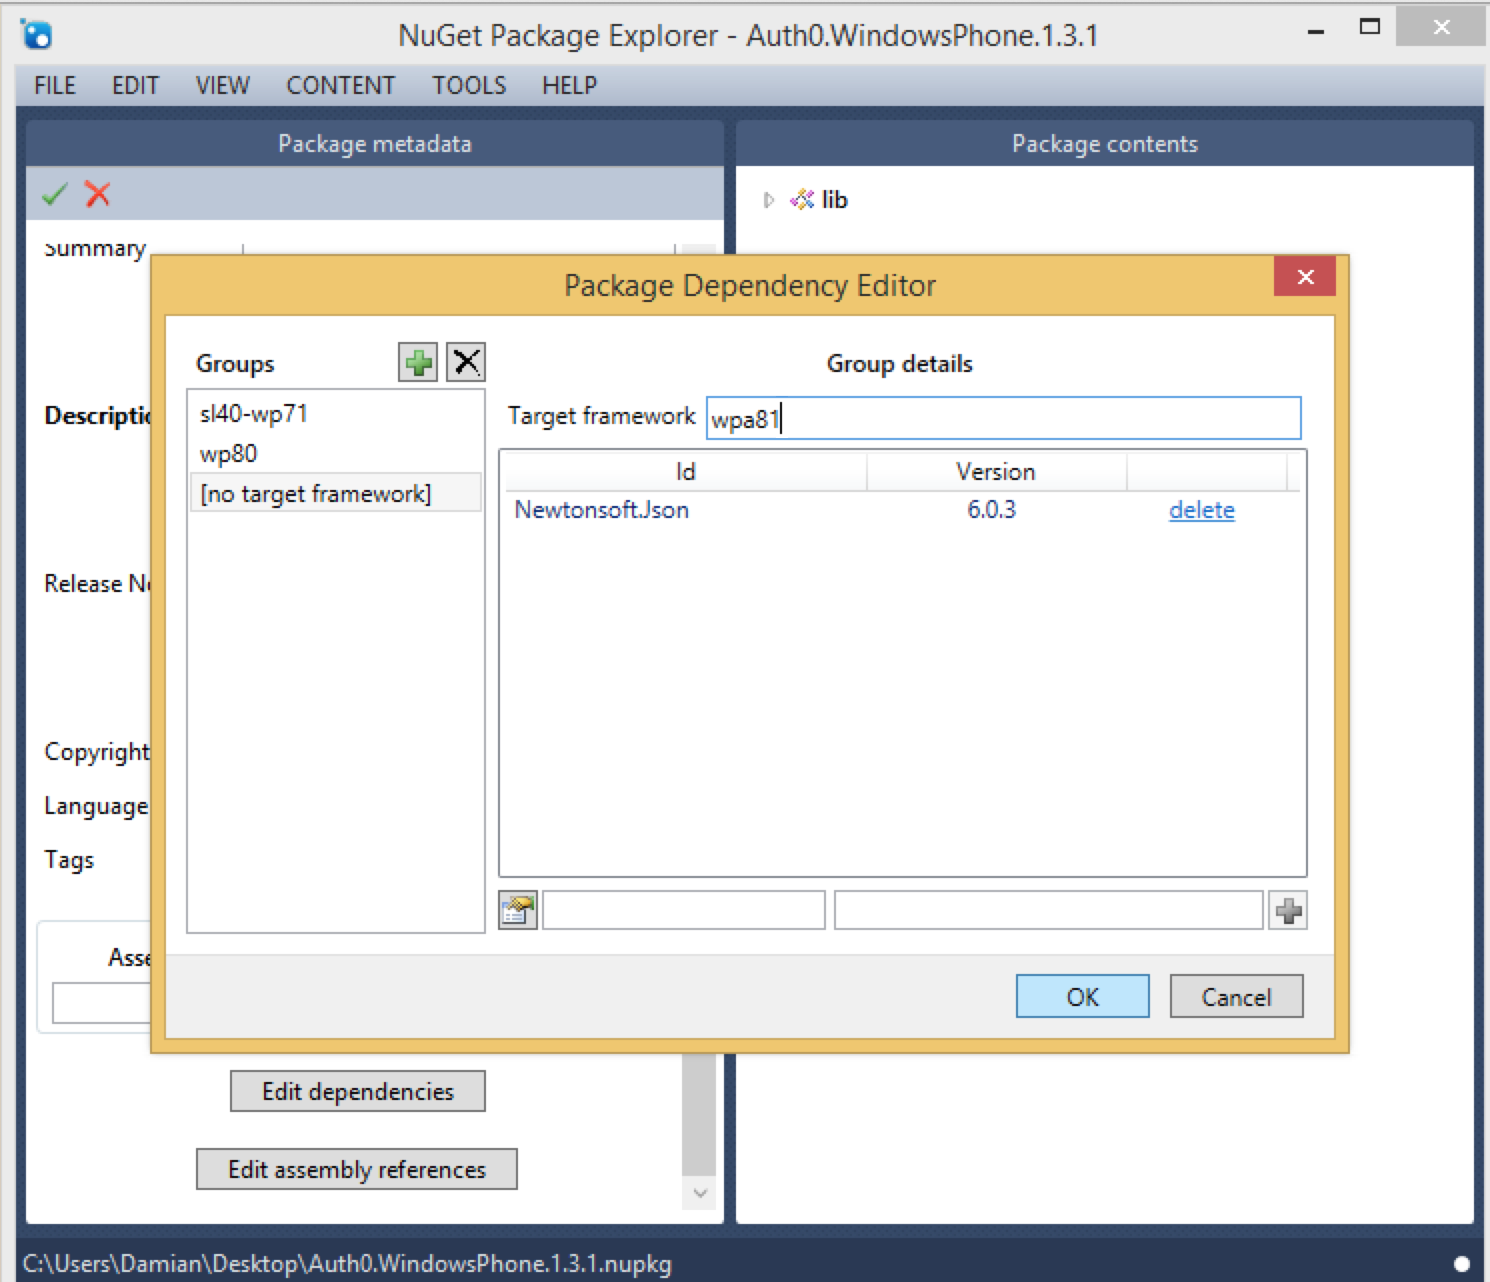 NuGet Package Explorer - Auth0.WindowsPhone.1.3.1
FILE EDIT VIEW CONTENT TOOLS HELP
Package metadata
Package contents
lib
Summary
Package Dependency Editor
Groups
Group details
sl40-wp71
wp80
[no target framework]
Target framework wpa81
Id Version
Newtonsoft.Json 6.0.3 delete
Descriptio
Release No
Copyright
Language
Tags
Asse
OK Cancel
Edit dependencies
Edit assembly references
C:\Users\Damian\Desktop\Auth0.WindowsPhone.1.3.1.nupkg